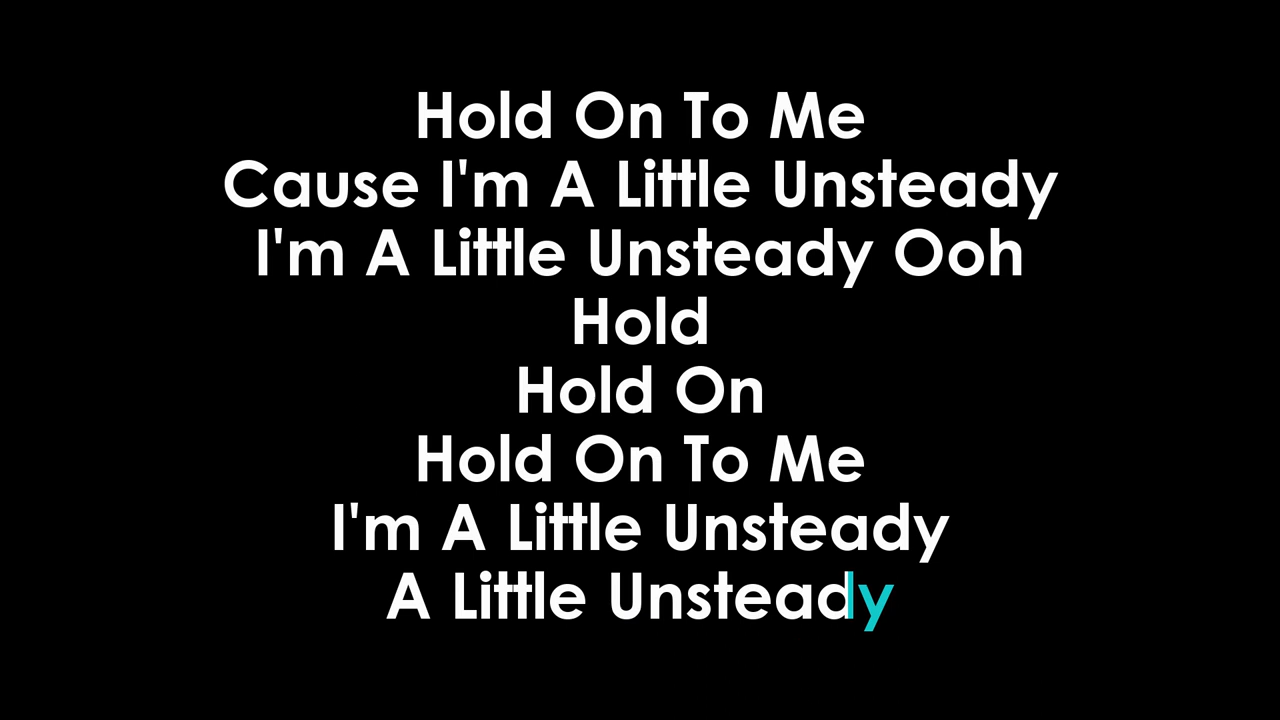 Hold On To Me
Cause I'm A Little Unsteady
I'm A Little Unsteady Ooh
Hold
Hold On
Hold On To Me
I'm A Little Unsteady
A Little Unsteady